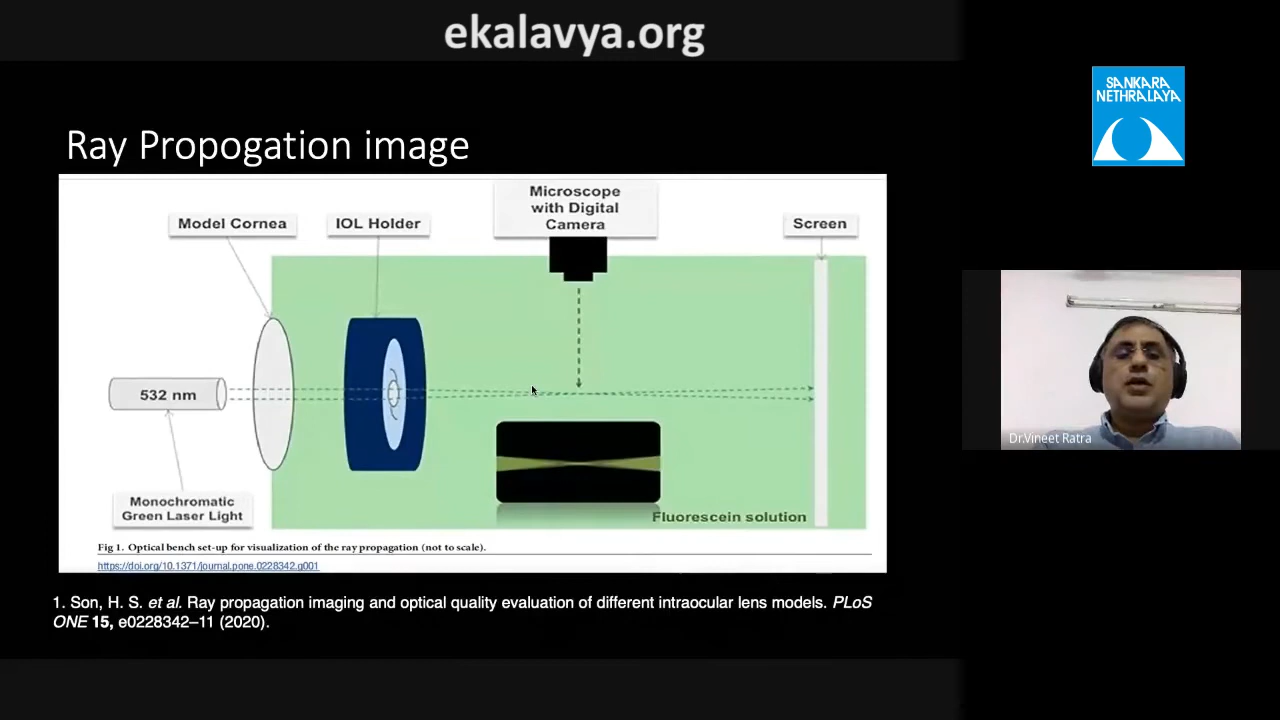 ekalavya.org
SANKARA
NETHRALAYA
Ray Propogation image
Microscope
with Digital
Camera
Model Cornea
IOL Holder
Screen
532 nm
Monochromatic
Green Laser Light
Fluorescein solution
Fig 1. Optical bench set-up for visualization of the ray propagation (not to scale).
https://doi.org/10.1371/journal.pone.0228342.g001
1. Son, H. S. et al. Ray propagation imaging and optical quality evaluation of different intraocular lens models. PLoS
ONE 15, e0228342–11 (2020).
Dr.Vineet Ratra